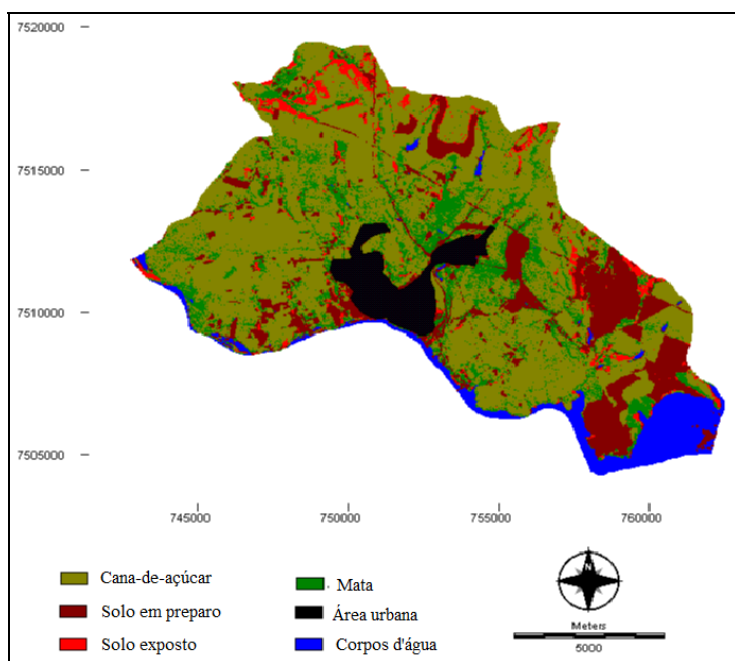 7520000
7515000
7510000
7505000
745000 750000 755000 760000
Cana-de-açúcar
Solo em preparo
Solo exposto
Mata
Área urbana
Corpos d'água
N
Meters
5000